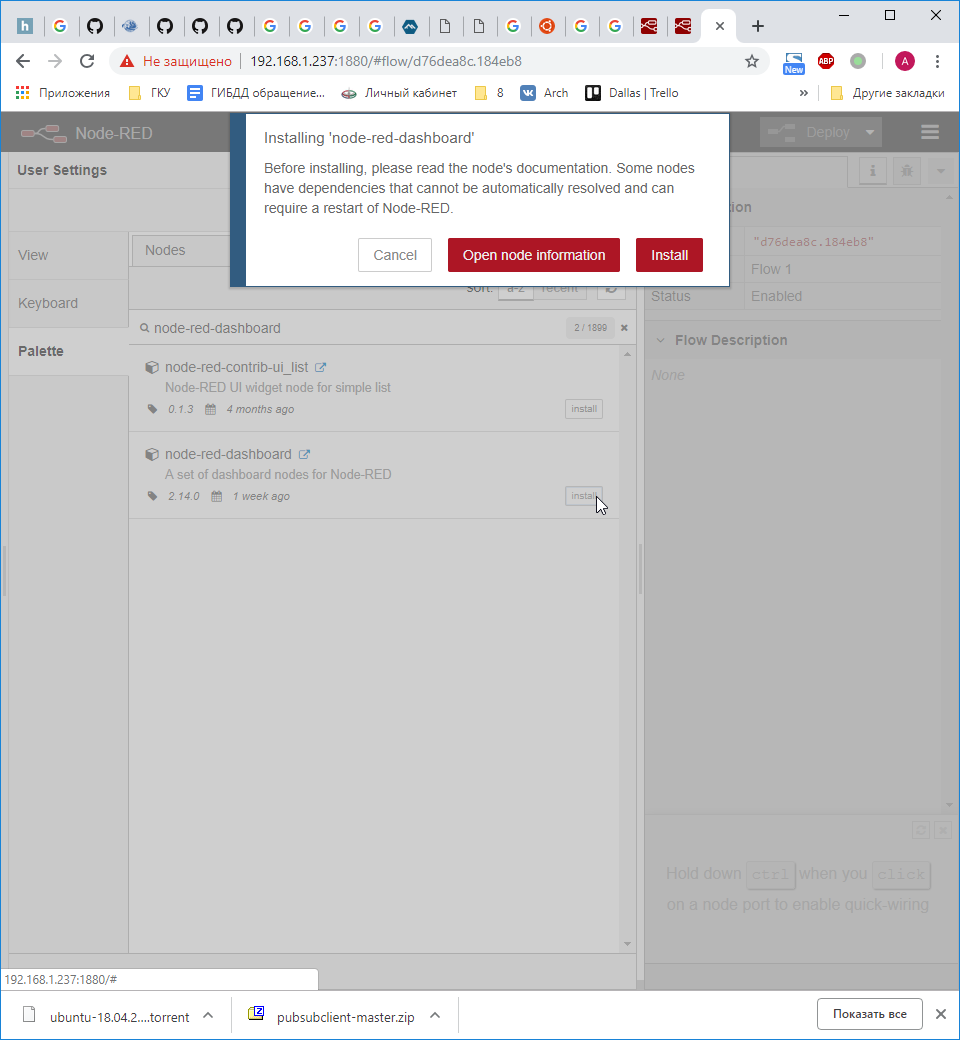 Не защищено
192.168.1.237:1880/#flow/d76dea8c.184eb8
New
ABP
A
Приложения
ГКУ
ГИБДД обращение...
Личный кабинет
8
Arch
Dallas | Trello
»
Другие закладки
Node-RED
Deploy
Installing 'node-red-dashboard'
Before installing, please read the node's documentation. Some nodes
have dependencies that cannot be automatically resolved and can
require a restart of Node-RED.
Cancel
Open node information
Install
User Settings
View
Keyboard
Palette
Nodes
sort:
a-z
recent
node-red-dashboard
2 / 1899
node-red-contrib-ui_list
Node-RED UI widget node for simple list
0.1.3
4 months ago
install
node-red-dashboard
A set of dashboard nodes for Node-RED
2.14.0
1 week ago
install
"d76dea8c.184eb8"
Flow 1
Status
Enabled
Flow Description
None
Hold down ctrl when you click
on a node port to enable quick-wiring
192.168.1.237:1880/#
ubuntu-18.04.2....torrent
pubsubclient-master.zip
Показать все